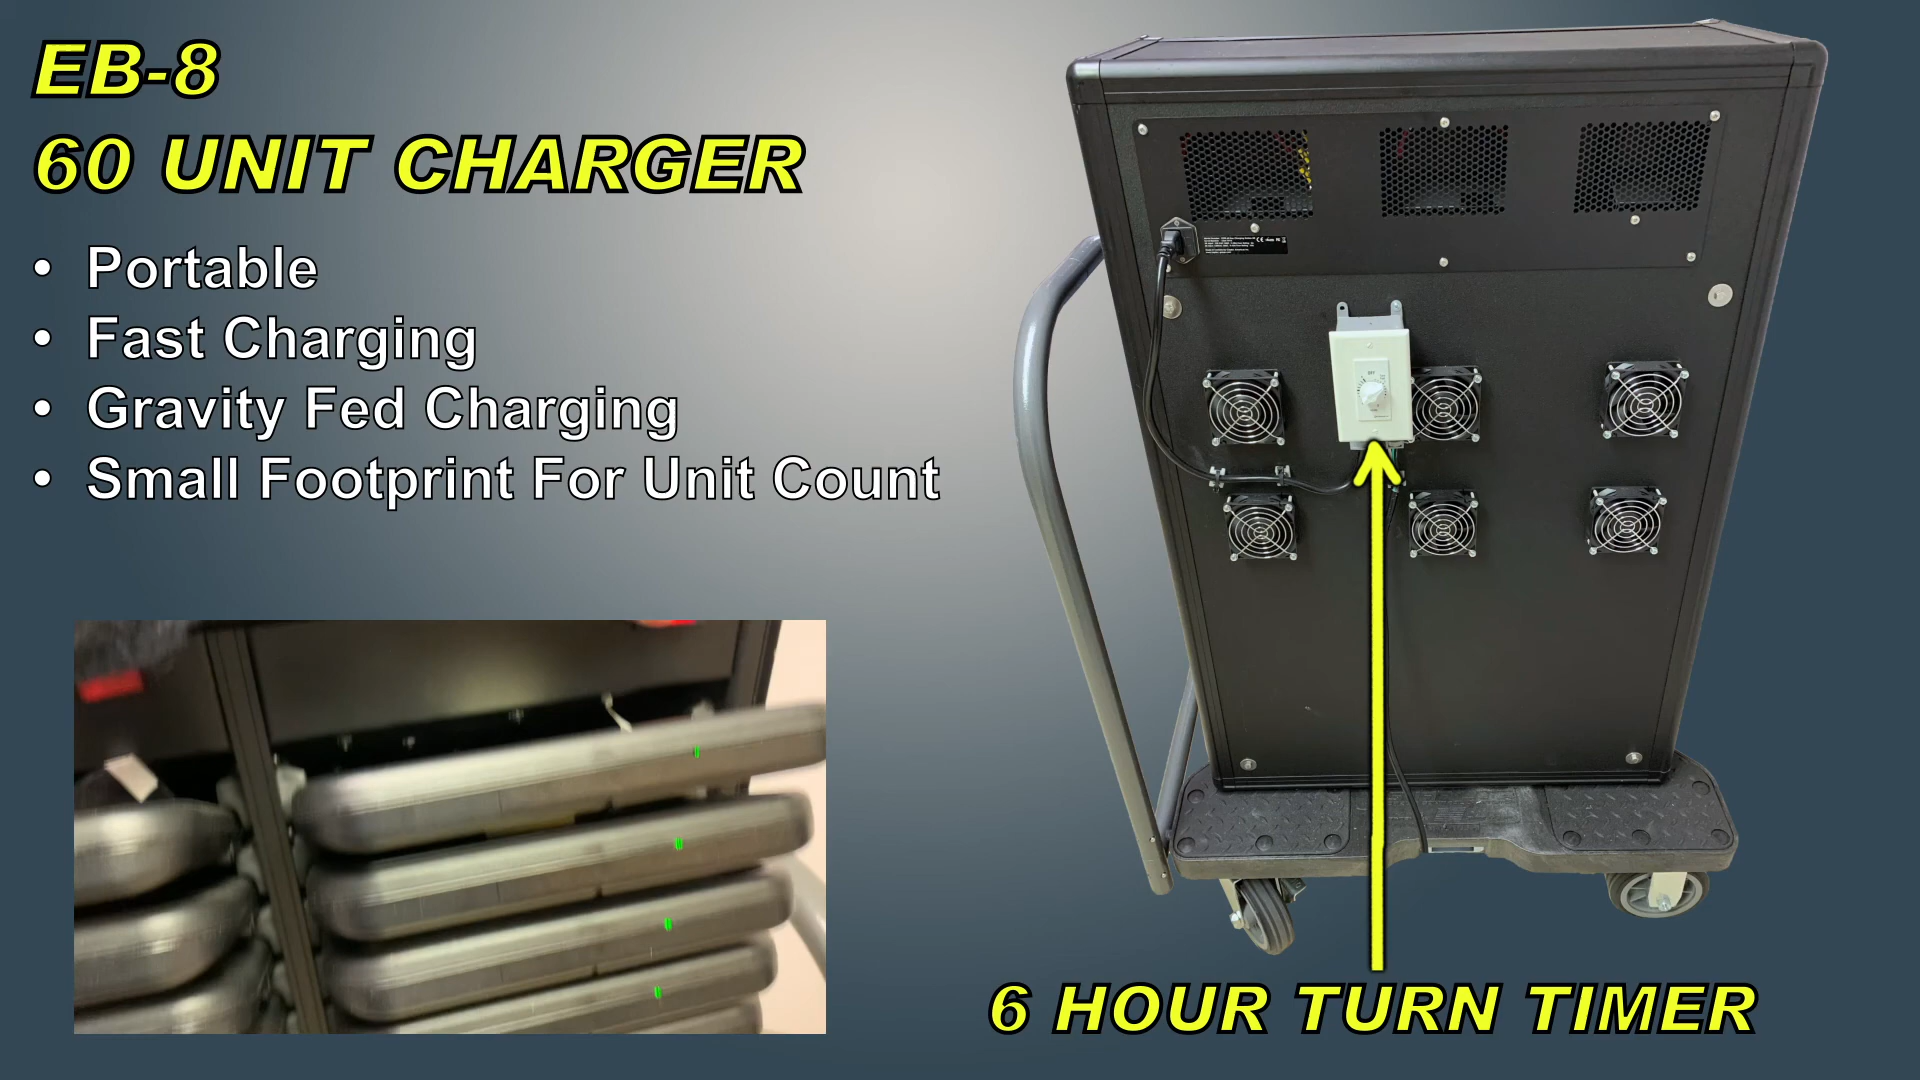 EB-8
60 UNIT CHARGER
• Portable
• Fast Charging
• Gravity Fed Charging
• Small Footprint For Unit Count
OFF
6 HOUR TURN TIMER